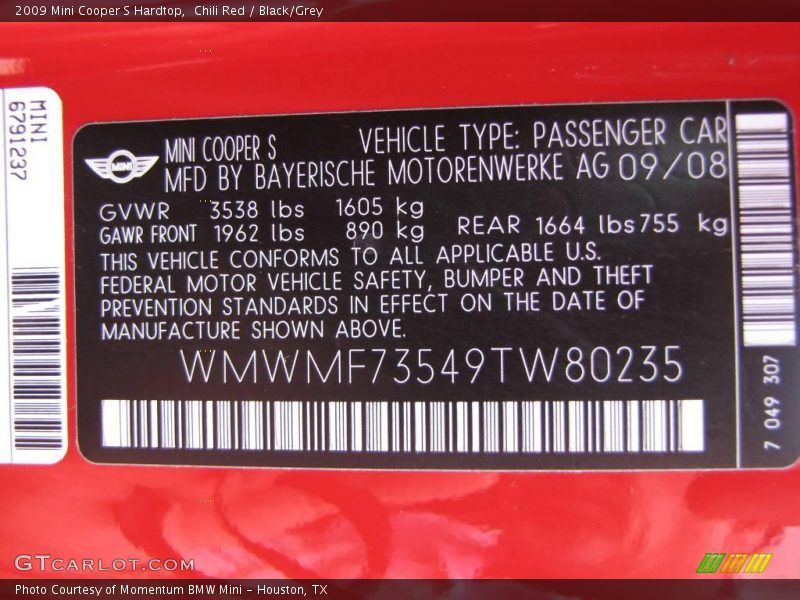 2009 Mini Cooper S Hardtop,  Chili Red / Black/Grey
MINI
6791237
MINI
MINI COOPER S VEHICLE TYPE: PASSENGER CAR
MFD BY BAYERISCHE MOTORENWERKE AG 09/08
GVWR 3538 lbs 1605 kg
GAWR FRONT 1962 lbs 890 kg REAR 1664 lbs 755 kg
THIS VEHICLE CONFORMS TO ALL APPLICABLE U.S.
FEDERAL MOTOR VEHICLE SAFETY, BUMPER AND THEFT
PREVENTION STANDARDS IN EFFECT ON THE DATE OF
MANUFACTURE SHOWN ABOVE.
WMWMF73549TW80235
7 049 307
GTCARLOT.COM
Photo Courtesy of Momentum BMW Mini - Houston, TX